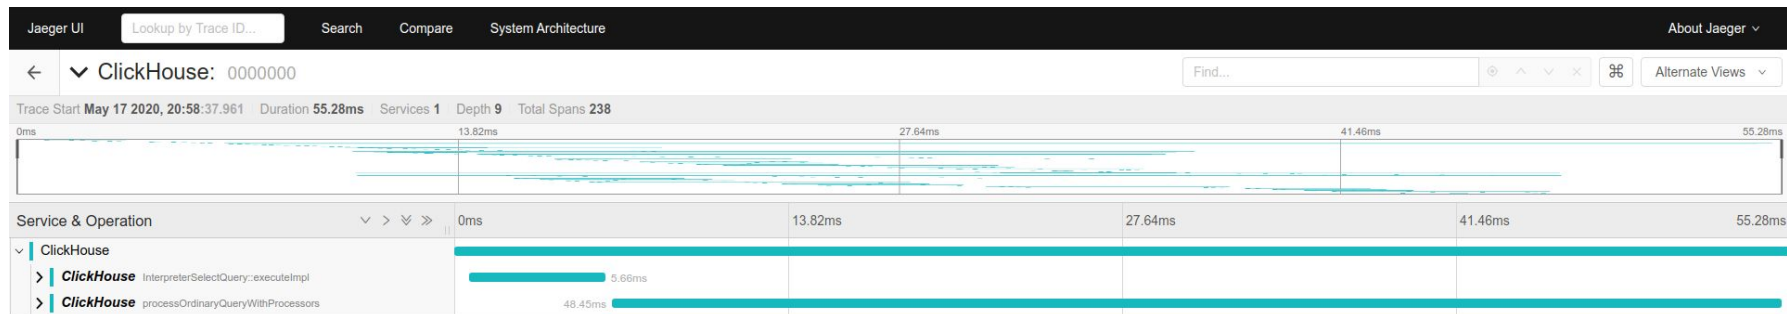 Jaeger UI Lookup by Trace ID... Search Compare System Architecture About Jaeger
ClickHouse: 0000000 Find... ⌘ Alternate Views
Trace Start May 17 2020, 20:58:37.961 Duration 55.28ms Services 1 Depth 9 Total Spans 238
0ms 13.82ms 27.64ms 41.46ms 55.28ms
Service & Operation 0ms 13.82ms 27.64ms 41.46ms 55.28ms
ClickHouse
ClickHouse InterpreterSelectQuery::executeImpl 5.66ms
ClickHouse processOrdinaryQueryWithProcessors 48.45ms